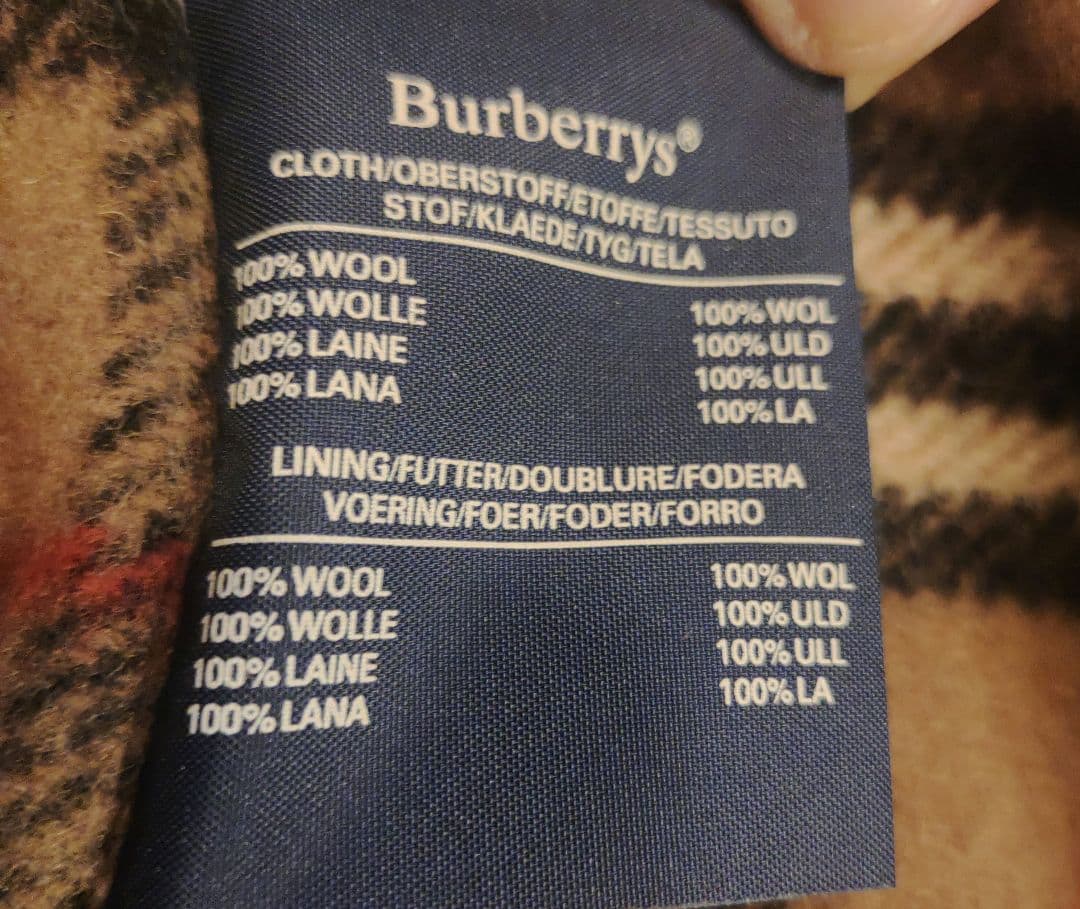 Burberrys®
CLOTH/OBERSTOFF/ETOFFE/TESSUTO
STOF/KLAEDE/TYG/TELA
100% WOOL
100% WOLLE
100% LAINE
100% LANA
100% WOL
100% ULD
100% ULL
100% LA
LINING/FUTTER/DOUBLURE/FODERA
VOERING/FOER/FODER/FORRO
100% WOOL
100% WOLLE
100% LAINE
100% LANA
100% WOL
100% ULD
100% ULL
100% LA